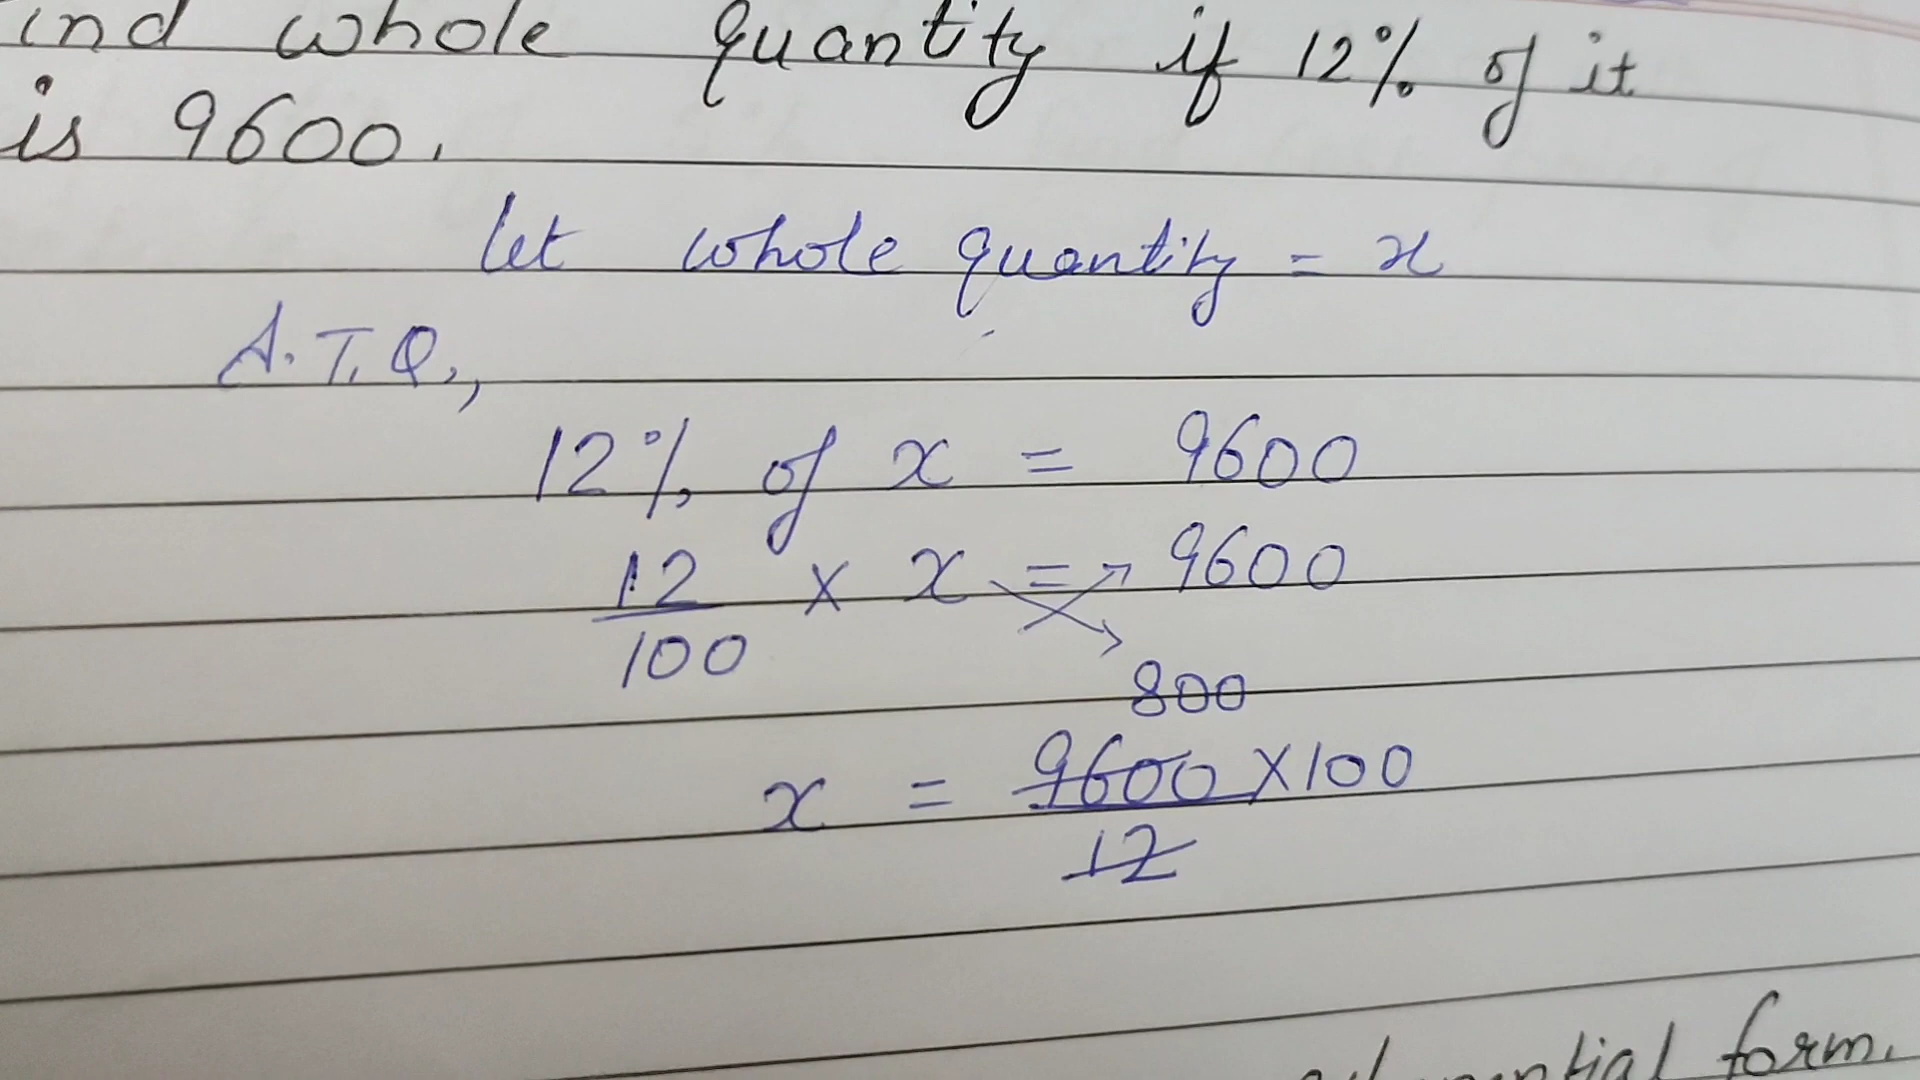 ind whole quantity if 12% of it
is 9600.
let whole quantity = x
A.T.Q.,
12% of x = 9600
12/100 × x = 9600
800
x = 9600 × 100 / 12
form.